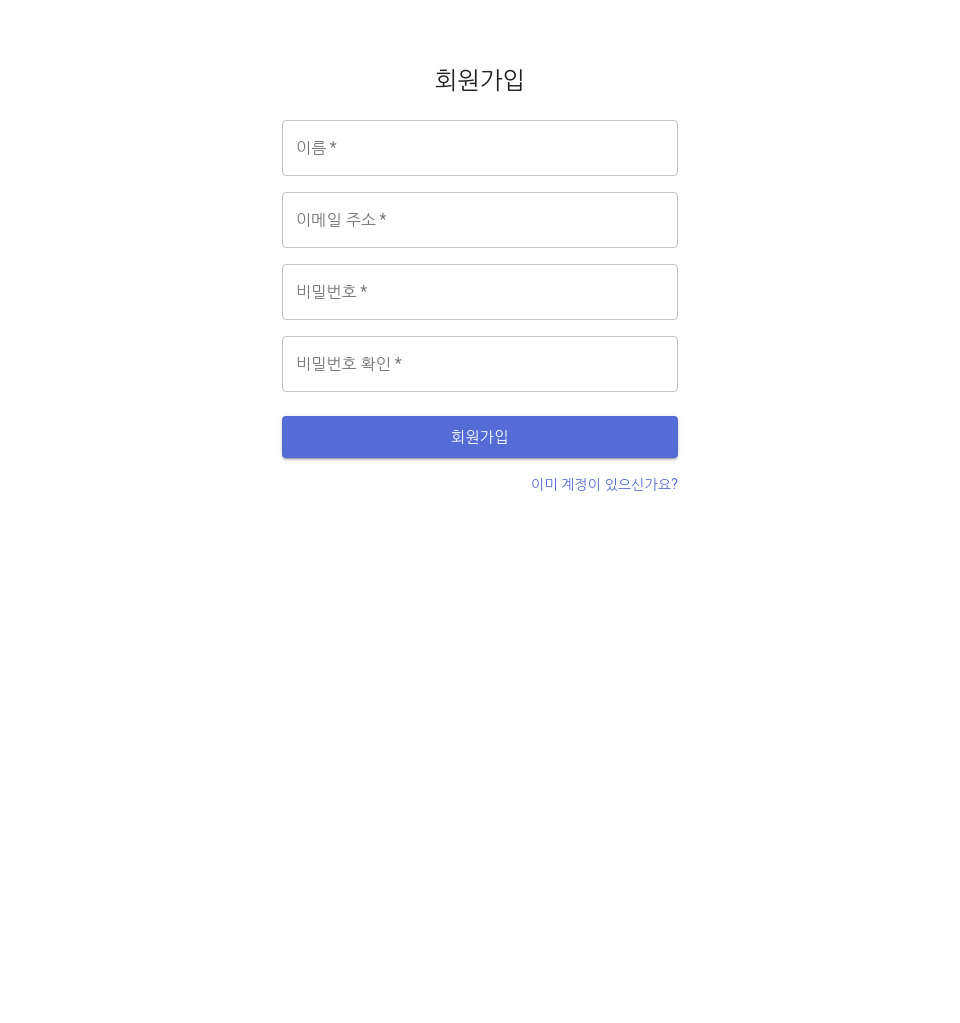 회원가입
이름 *
이메일 주소 *
비밀번호 *
비밀번호 확인 *
회원가입
이미 계정이 있으신가요?